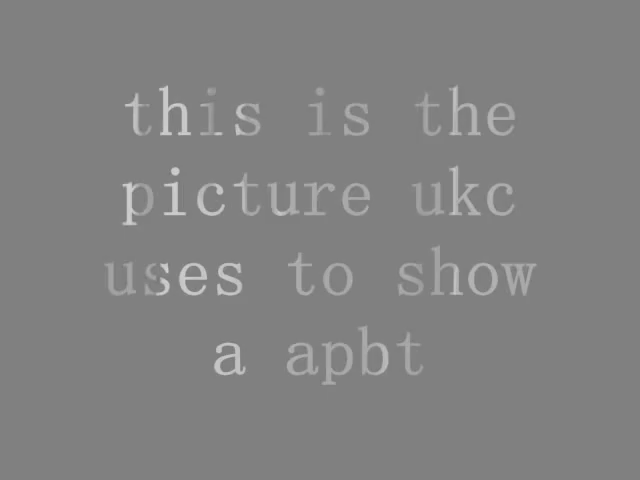 this is the
picture ukc
uses to show
a apbt